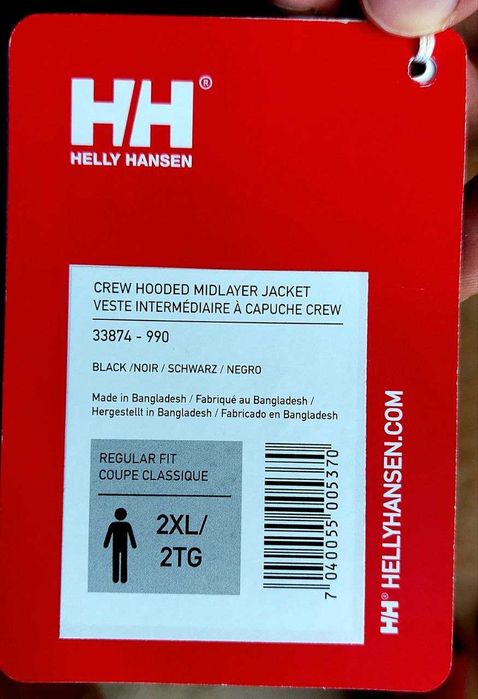 HH®
HELLY HANSEN
CREW HOODED MIDLAYER JACKET
VESTE INTERMÉDIAIRE À CAPUCHE CREW
33874 - 990
BLACK /NOIR / SCHWARZ / NEGRO
Made in Bangladesh / Fabriqué au Bangladesh /
Hergestellt in Bangladesh / Fabricado en Bangladesh
REGULAR FIT
COUPE CLASSIQUE
2XL/
2TG
7 040055 005370
HH® HELLYHANSEN.COM